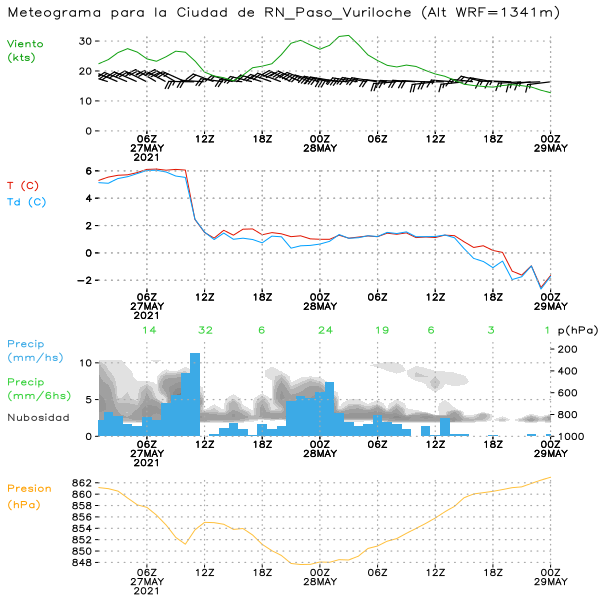 Meteograma para la Ciudad de RN_Paso_Vuriloche (Alt WRF=1341m)
Viento
(kts)
30
20
10
0
06Z 12Z 18Z 00Z 06Z 12Z 18Z 00Z
27MAY 28MAY 29MAY
2021
T (C)
Td (C)
6
4
2
0
-2
06Z 12Z 18Z 00Z 06Z 12Z 18Z 00Z
27MAY 28MAY 29MAY
2021
14 32 6 24 19 6 3 1 p(hPa)
Precip
(mm/hs)
Precip
(mm/6hs)
Nubosidad
10
5
0
200
400
600
800
1000
06Z 12Z 18Z 00Z 06Z 12Z 18Z 00Z
27MAY 28MAY 29MAY
2021
Presion
(hPa)
862
860
858
856
854
852
850
848
06Z 12Z 18Z 00Z 06Z 12Z 18Z 00Z
27MAY 28MAY 29MAY
2021